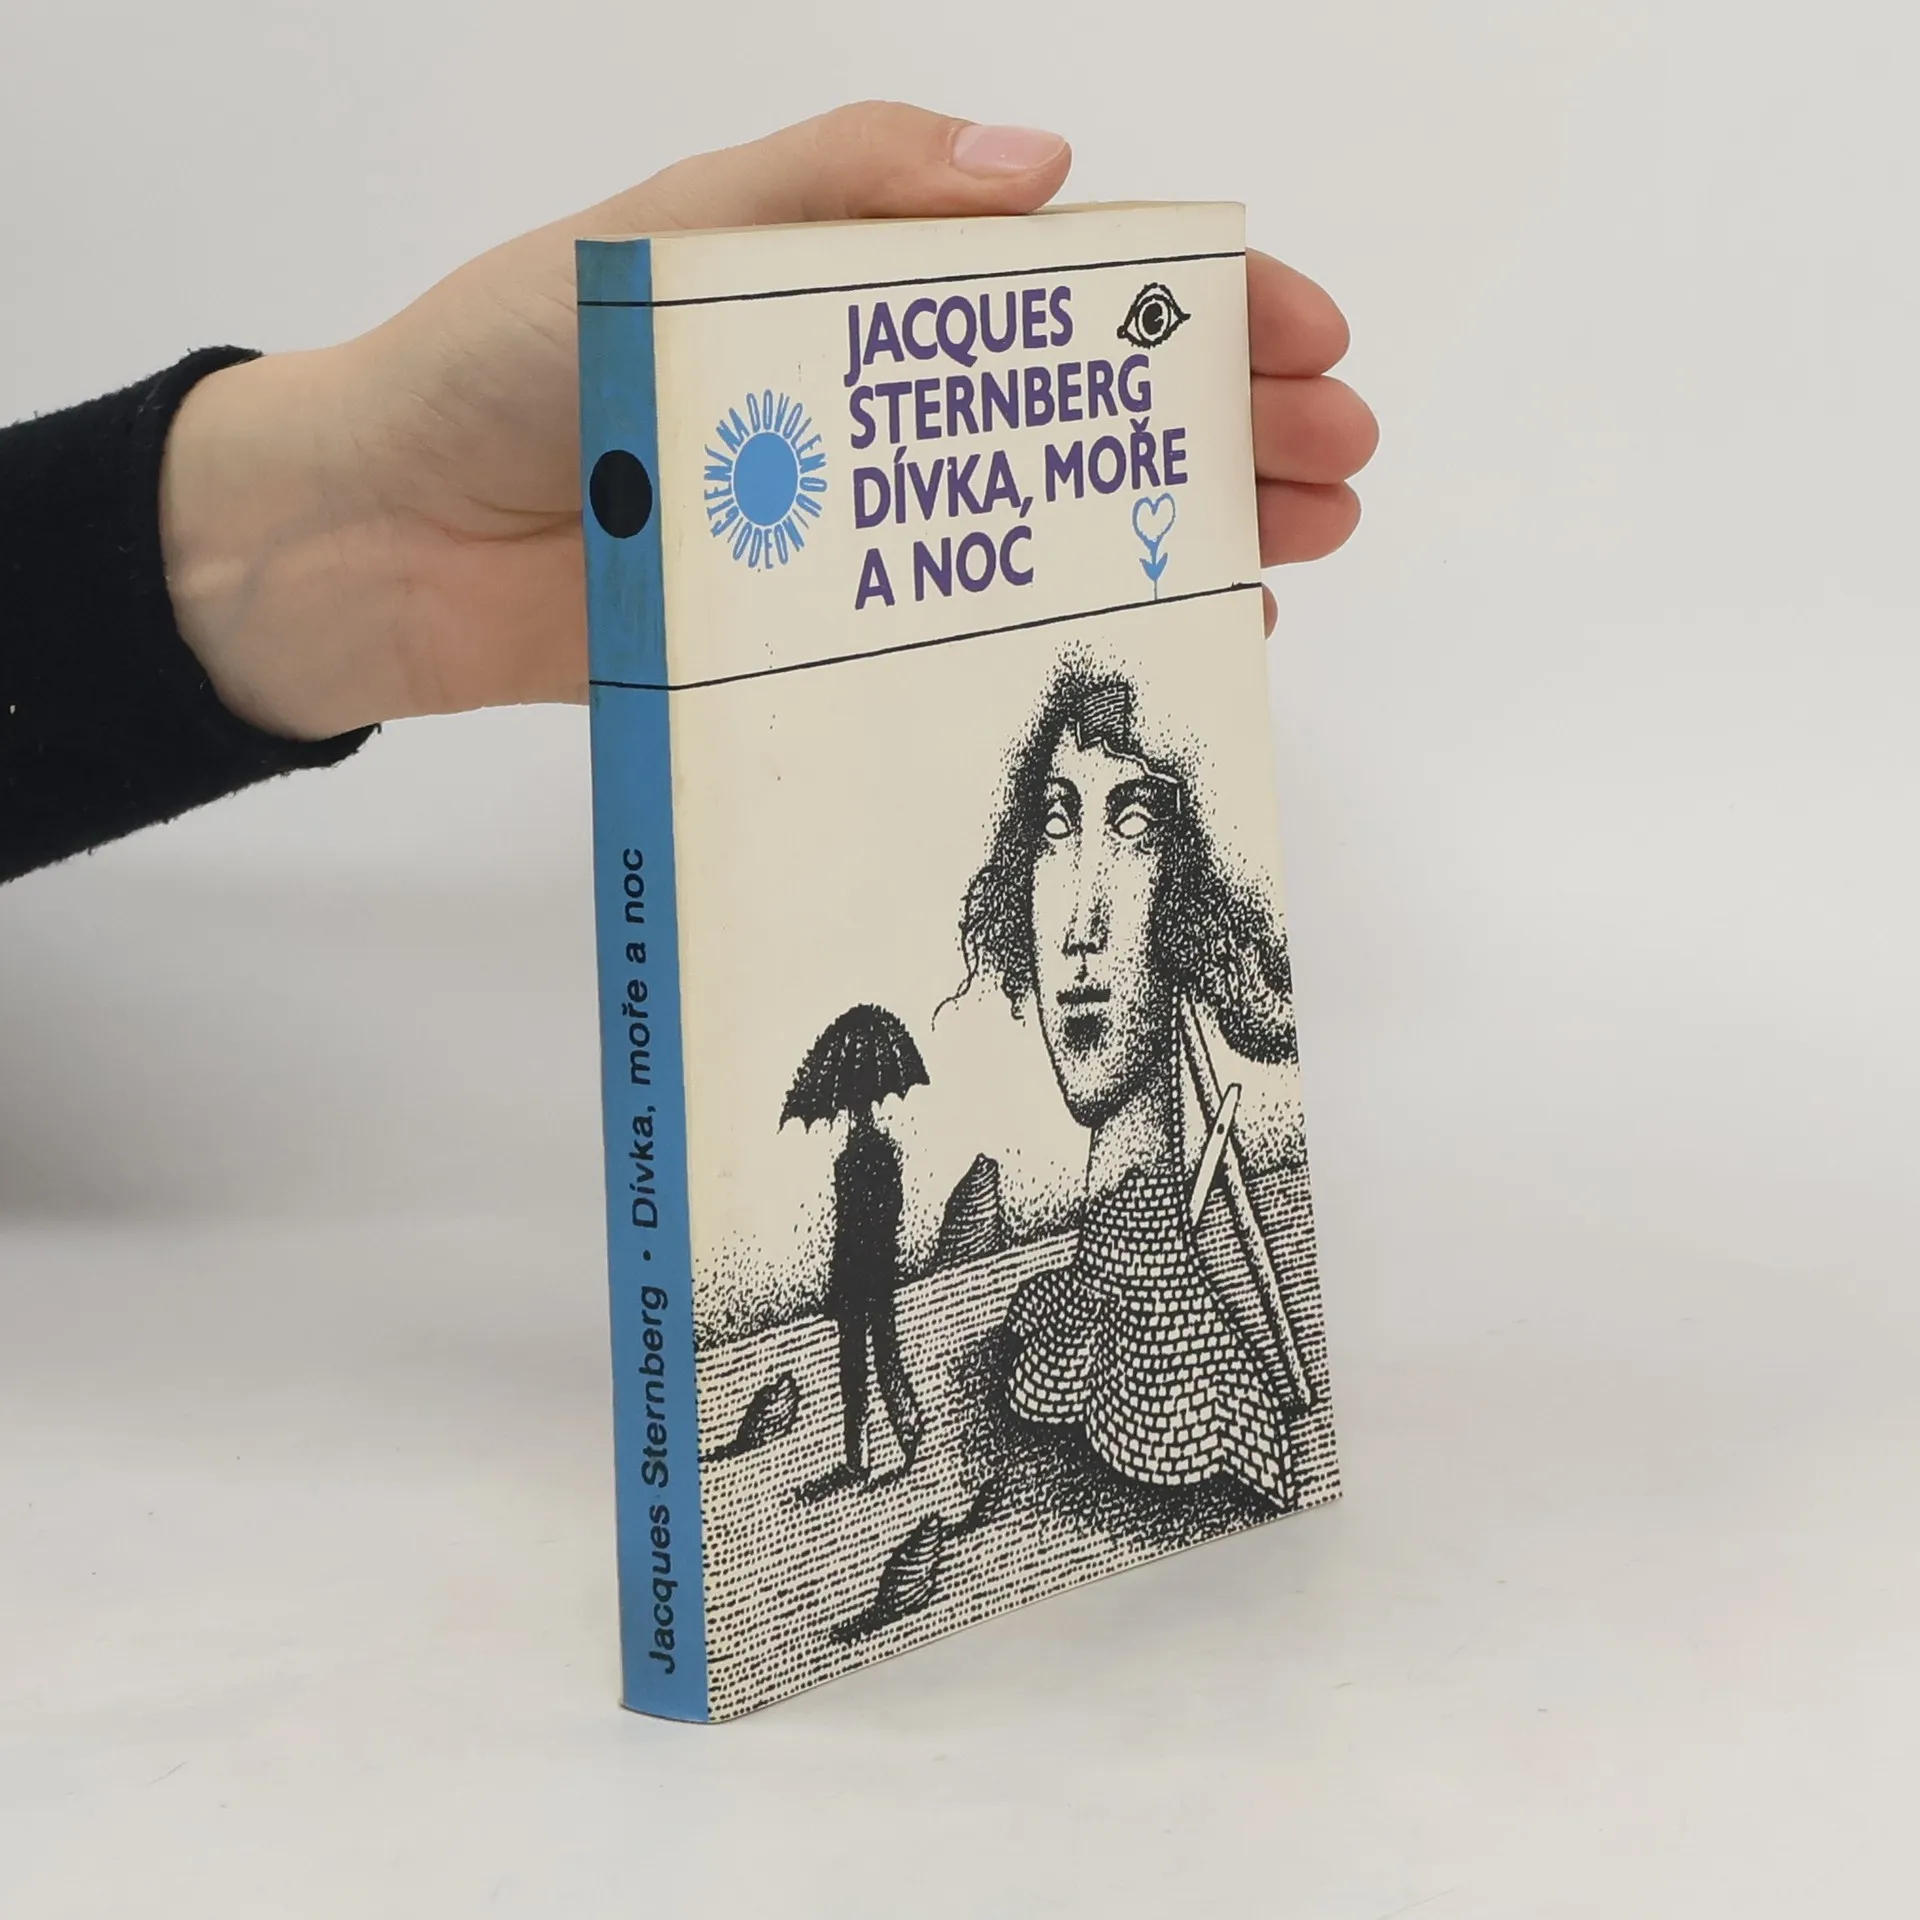 JACQUES
STERNBERG
DÍVKA, MOŘE
A NOC
ČTENÍ NA DOVOLENOU
ODEON
Jacques Sternberg • Dívka, moře a noc